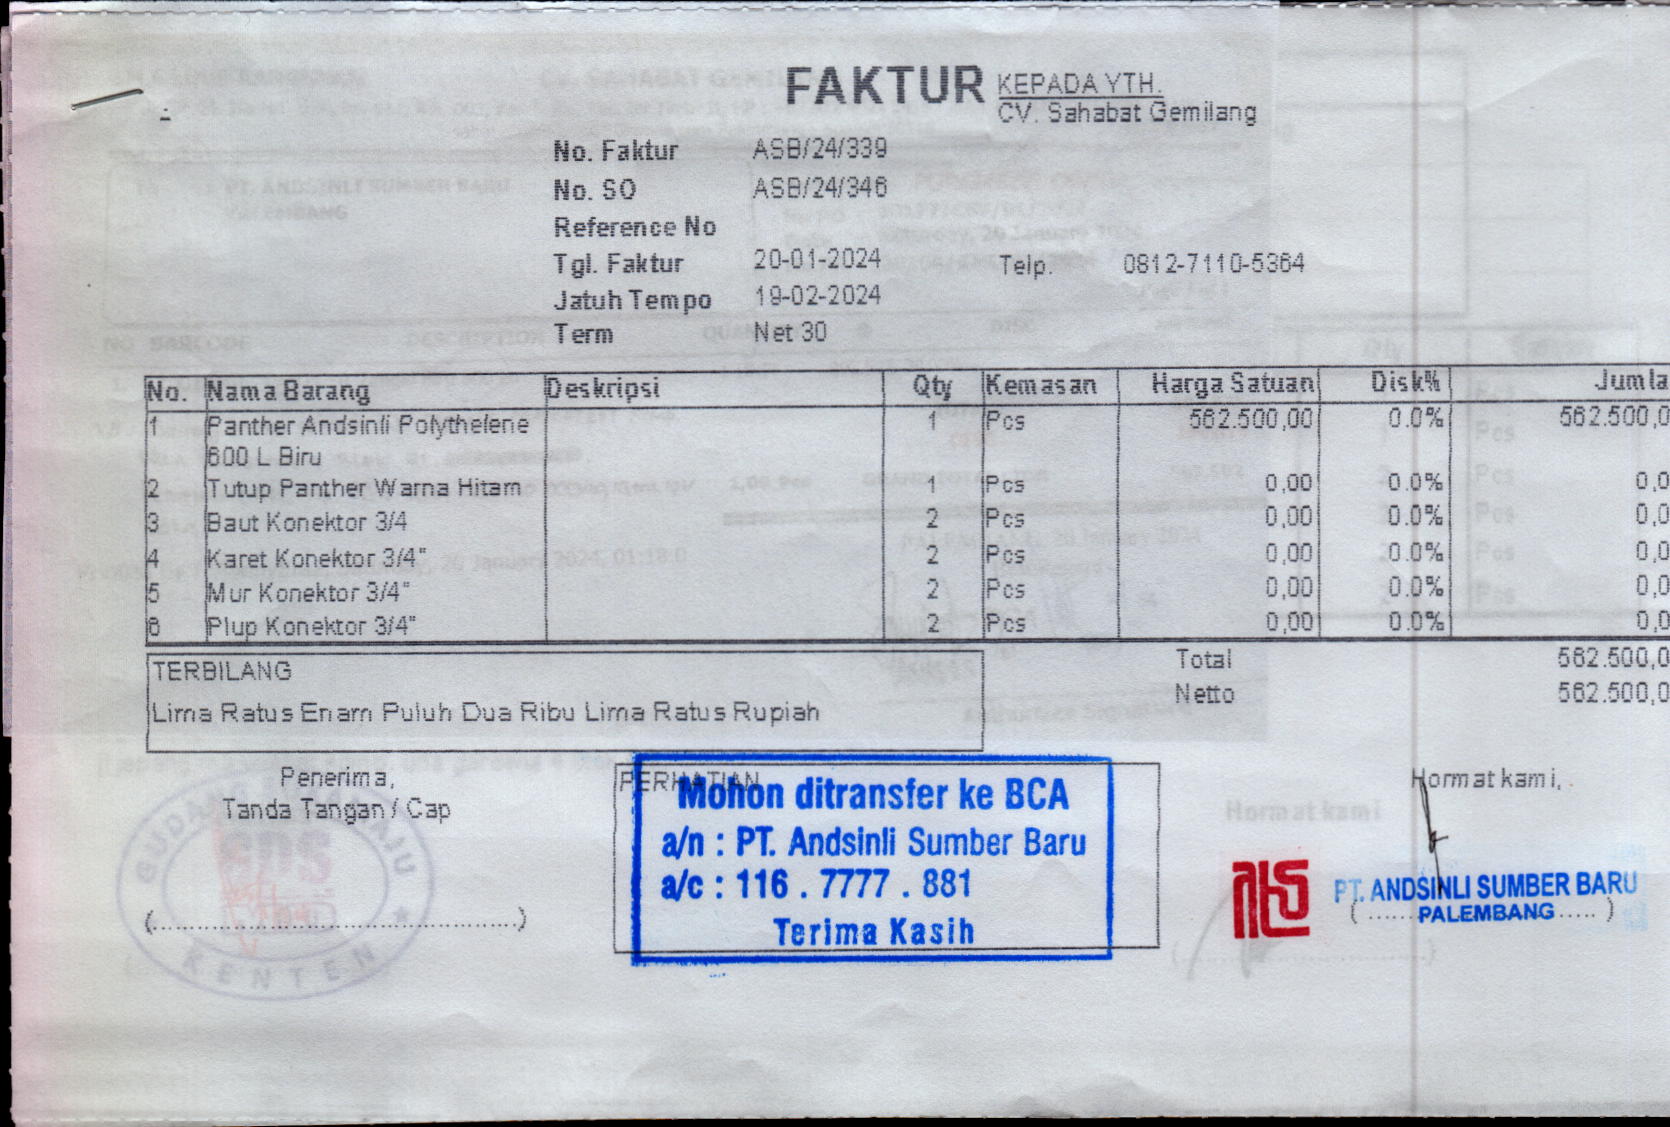 FAKTUR
KEPADA YTH.
CV. Sahabat Gemilang
No. Faktur ASB/24/339
No. SO ASB/24/346
Reference No
Tgl. Faktur 20-01-2024
Telp. 0812-7110-5364
Jatuh Tempo 19-02-2024
Term Net 30
No. Nama Barang Deskripsi Qty Kemasan Harga Satuan Disk% Jumla
1 Panther Andsinli Polythelene 1 Pcs 562.500,00 0.0% 562.500,0
600 L Biru
2 Tutup Panther Warna Hitam 1 Pcs 0,00 0.0% 0,0
3 Baut Konektor 3/4 2 Pcs 0,00 0.0% 0,0
4 Karet Konektor 3/4" 2 Pcs 0,00 0.0% 0,0
5 Mur Konektor 3/4" 2 Pcs 0,00 0.0% 0,0
6 Plup Konektor 3/4" 2 Pcs 0,00 0.0% 0,0
TERBILANG
Lima Ratus Enam Puluh Dua Ribu Lima Ratus Rupiah
Total 562.500,0
Netto 562.500,0
Penerima,
Tanda Tangan / Cap
(....................................................)
PERHATIAN
Mohon ditransfer ke BCA
a/n : PT. Andsinli Sumber Baru
a/c : 116 . 7777 . 881
Terima Kasih
Hormat kami,
PT. ANDSINLI SUMBER BARU
PALEMBANG
Hormat kami
KENTEN